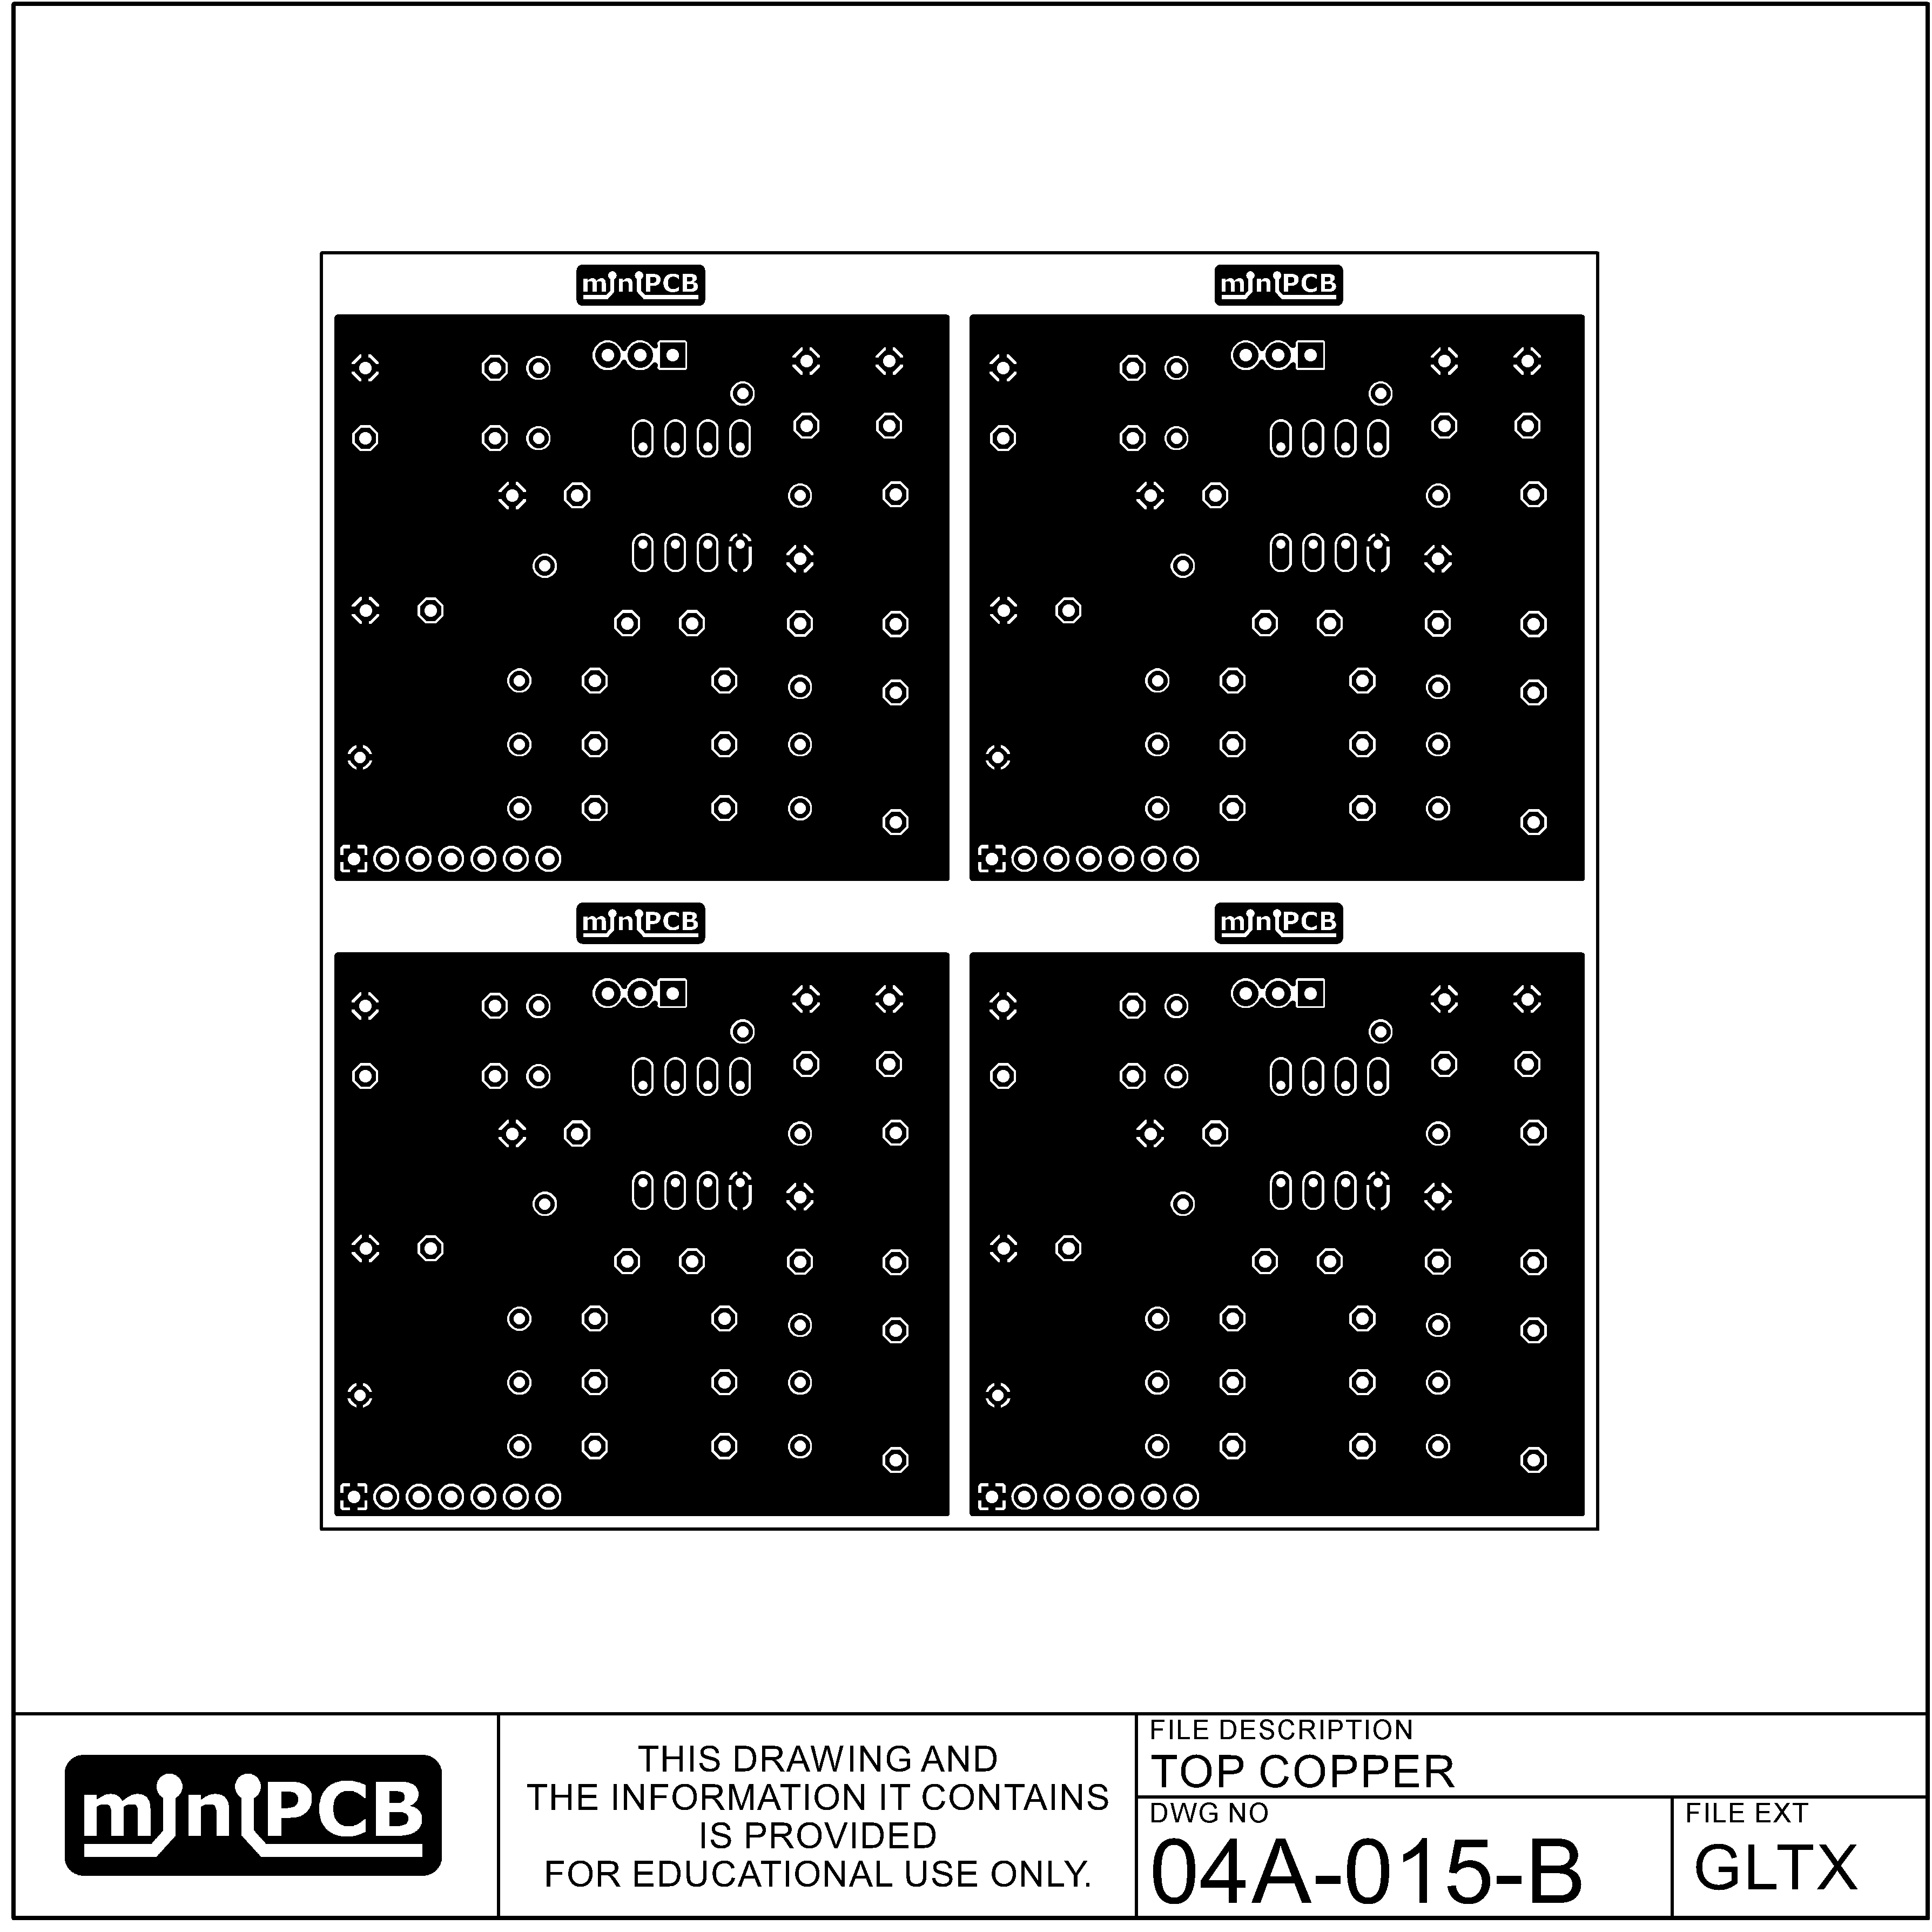 miniPCB
miniPCB
miniPCB
miniPCB
miniPCB
THIS DRAWING AND
THE INFORMATION IT CONTAINS
IS PROVIDED
FOR EDUCATIONAL USE ONLY.
FILE DESCRIPTION
TOP COPPER
DWG NO
04A-015-B
FILE EXT
GLTX